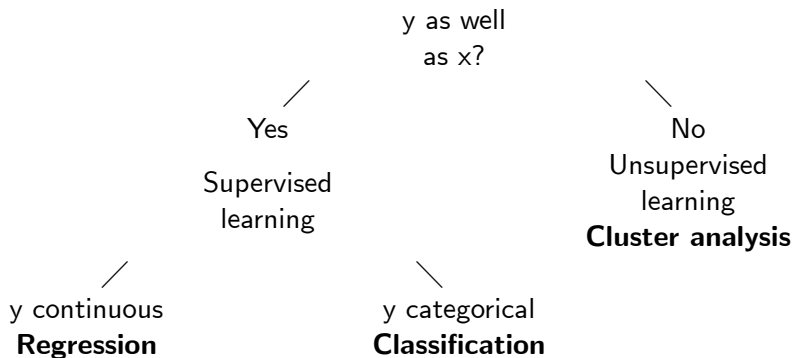 y as well
as x?
Yes
No
Supervised
learning
Unsupervised
learning
Cluster analysis
y continuous
Regression
y categorical
Classification